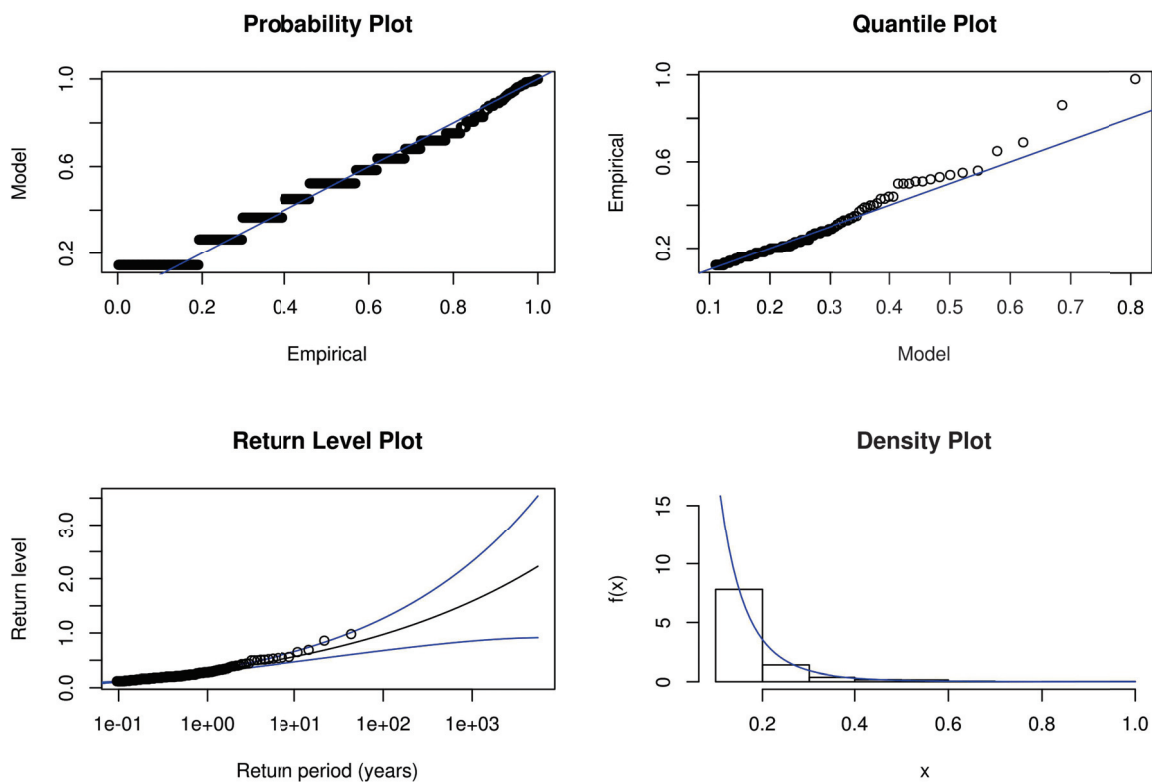 Probability Plot
Model
0.2 0.6 1.0
0.0 0.2 0.4 0.6 0.8 1.0
Empirical
Quantile Plot
Empirical
0.2 0.6 1.0
0.1 0.2 0.3 0.4 0.5 0.6 0.7 0.8
Model
Return Level Plot
Return level
0.0 1.0 2.0 3.0
1e-01 1e+00 1e+01 1e+02 1e+03
Return period (years)
Density Plot
f(x)
0 5 10 15
0.2 0.4 0.6 0.8 1.0
x